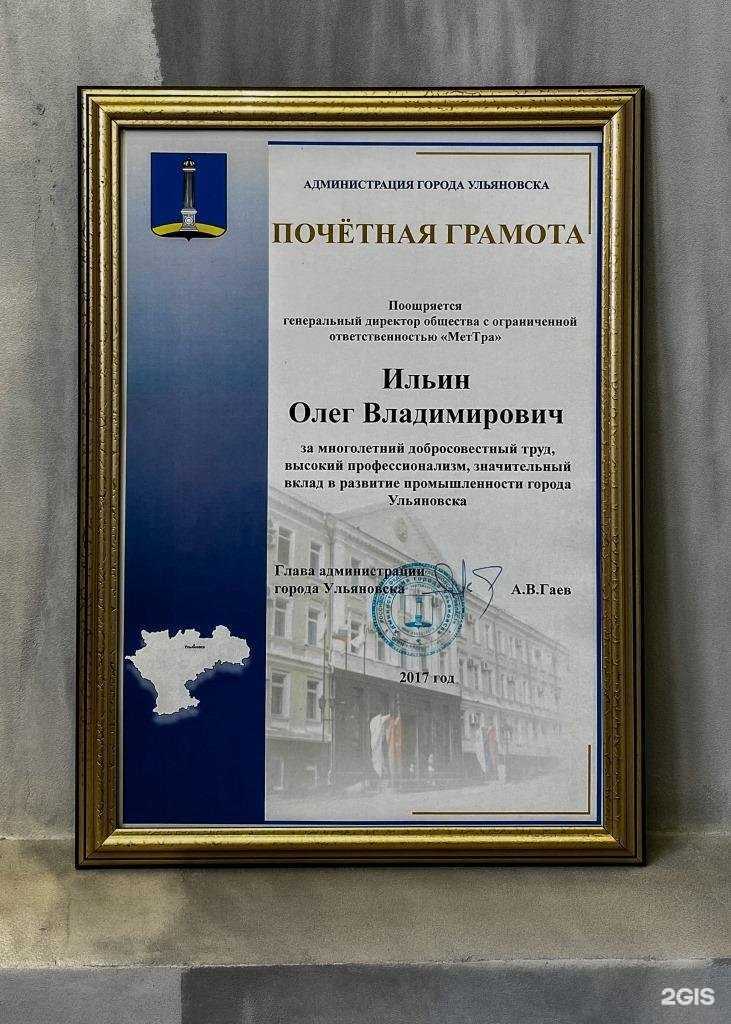 АДМИНИСТРАЦИЯ ГОРОДА УЛЬЯНОВСКА
ПОЧЁТНАЯ ГРАМОТА
Поощряется
генеральный директор общества с ограниченной
ответственностью «МетТра»
Ильин
Олег Владимирович
за многолетний добросовестный труд,
высокий профессионализм, значительный
вклад в развитие промышленности города
Ульяновска
Глава администрации
города Ульяновска
А.В.Гаев
2017 год
2GIS